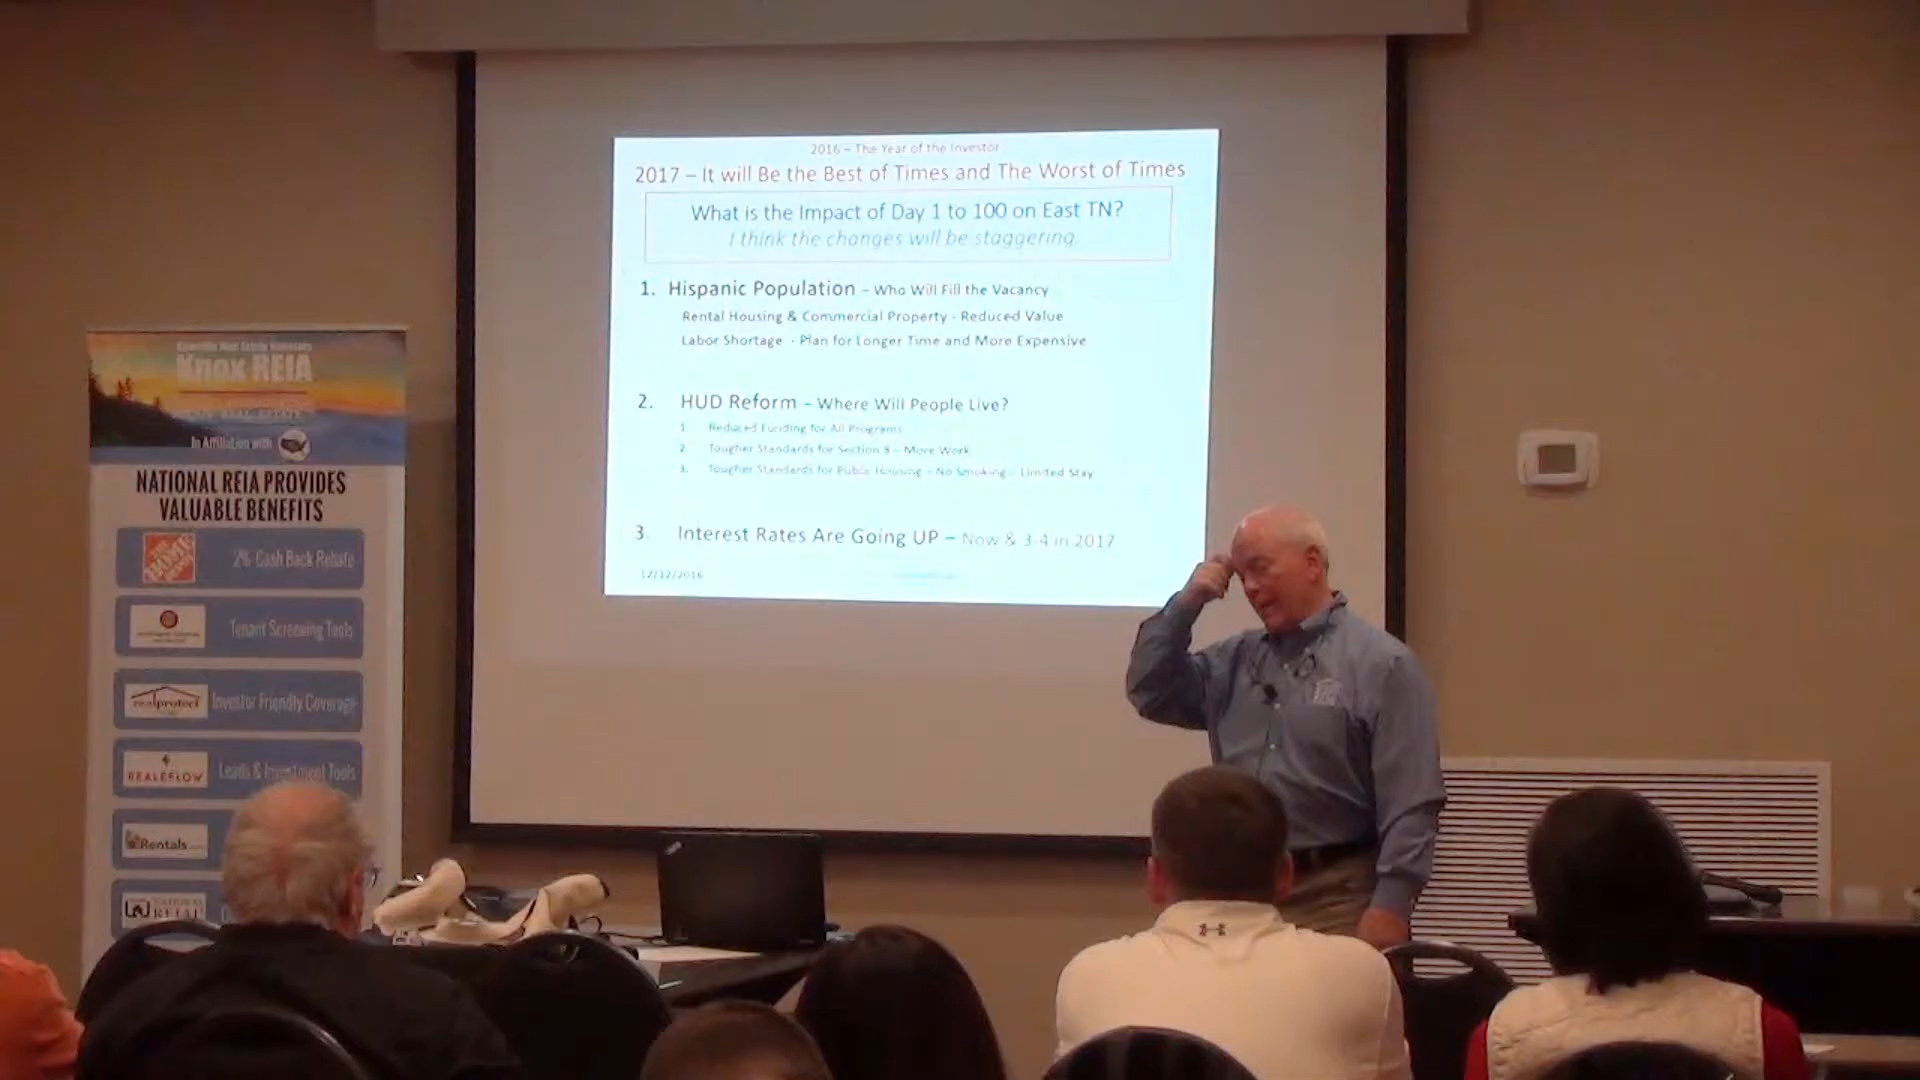 2016 – The Year of the Investor
2017 – It will Be the Best of Times and The Worst of Times
What is the Impact of Day 1 to 100 on East TN?
I think the changes will be staggering
1. Hispanic Population – Who Will Fill the Vacancy
Rental Housing & Commercial Property - Reduced Value
Labor Shortage - Plan for Longer Time and More Expensive
2. HUD Reform – Where Will People Live?
1. Reduced Funding for All Programs
2. Tougher Standards for Section 8 – More Work
3. Tougher Standards for Public Housing – No Smoking – Limited Stay
3. Interest Rates Are Going UP – Now & 3-4 in 2017
12/12/2016
Knox REIA
In Affiliation with
NATIONAL REIA PROVIDES
VALUABLE BENEFITS
THE HOME DEPOT
2% Cash Back Rebate
Tenant Screening Tools
realprotect
Investor Friendly Coverage
REALEFLOW
Leads & Investment Tools
Rentals
NATIONAL
REIA